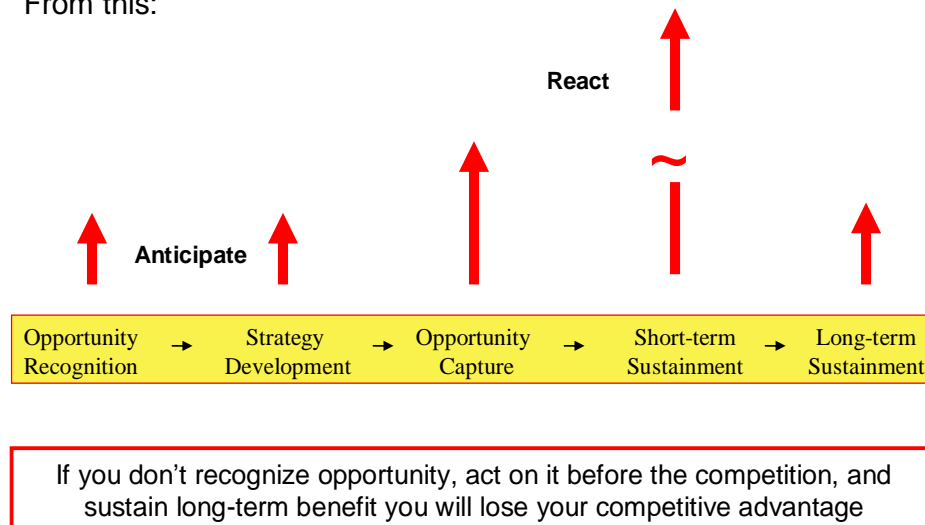 From this:
React
Anticipate
Opportunity → Strategy → Opportunity → Short-term → Long-term
Recognition Development Capture Sustainment Sustainment
If you don’t recognize opportunity, act on it before the competition, and
sustain long-term benefit you will lose your competitive advantage